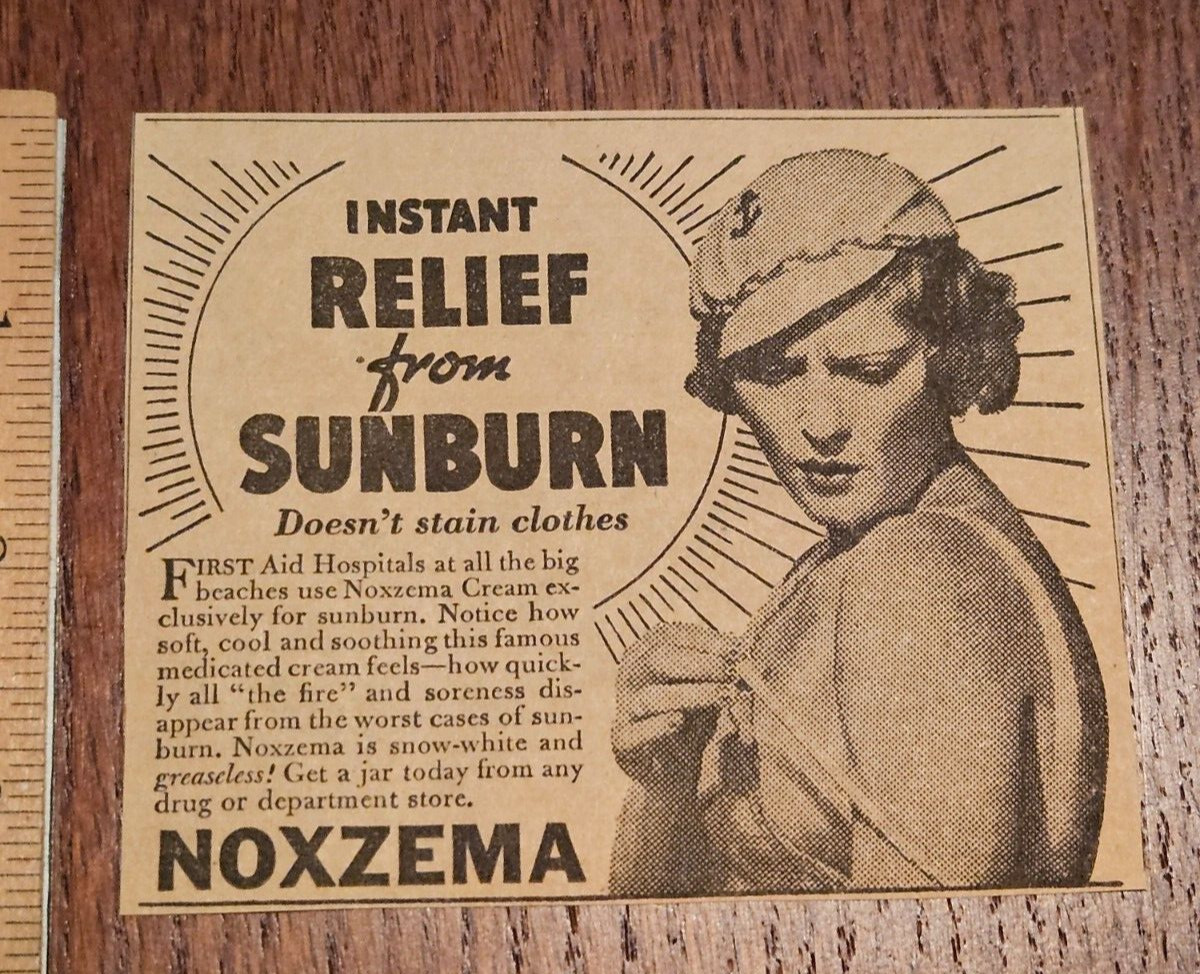 INSTANT
RELIEF
from
SUNBURN
Doesn't stain clothes
FIRST Aid Hospitals at all the big
beaches use Noxzema Cream ex-
clusively for sunburn. Notice how
soft, cool and soothing this famous
medicated cream feels—how quick-
ly all "the fire" and soreness dis-
appear from the worst cases of sun-
burn. Noxzema is snow-white and
greaseless! Get a jar today from any
drug or department store.
NOXZEMA